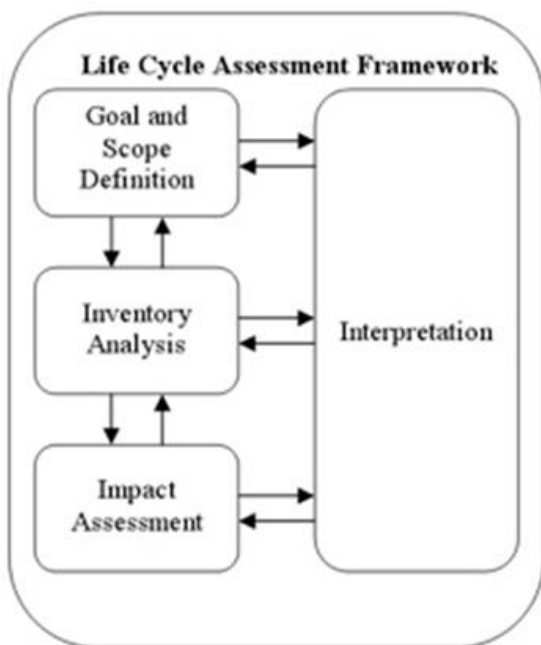 Life Cycle Assessment Framework
Goal and
Scope
Definition
Inventory
Analysis
Interpretation
Impact
Assessment